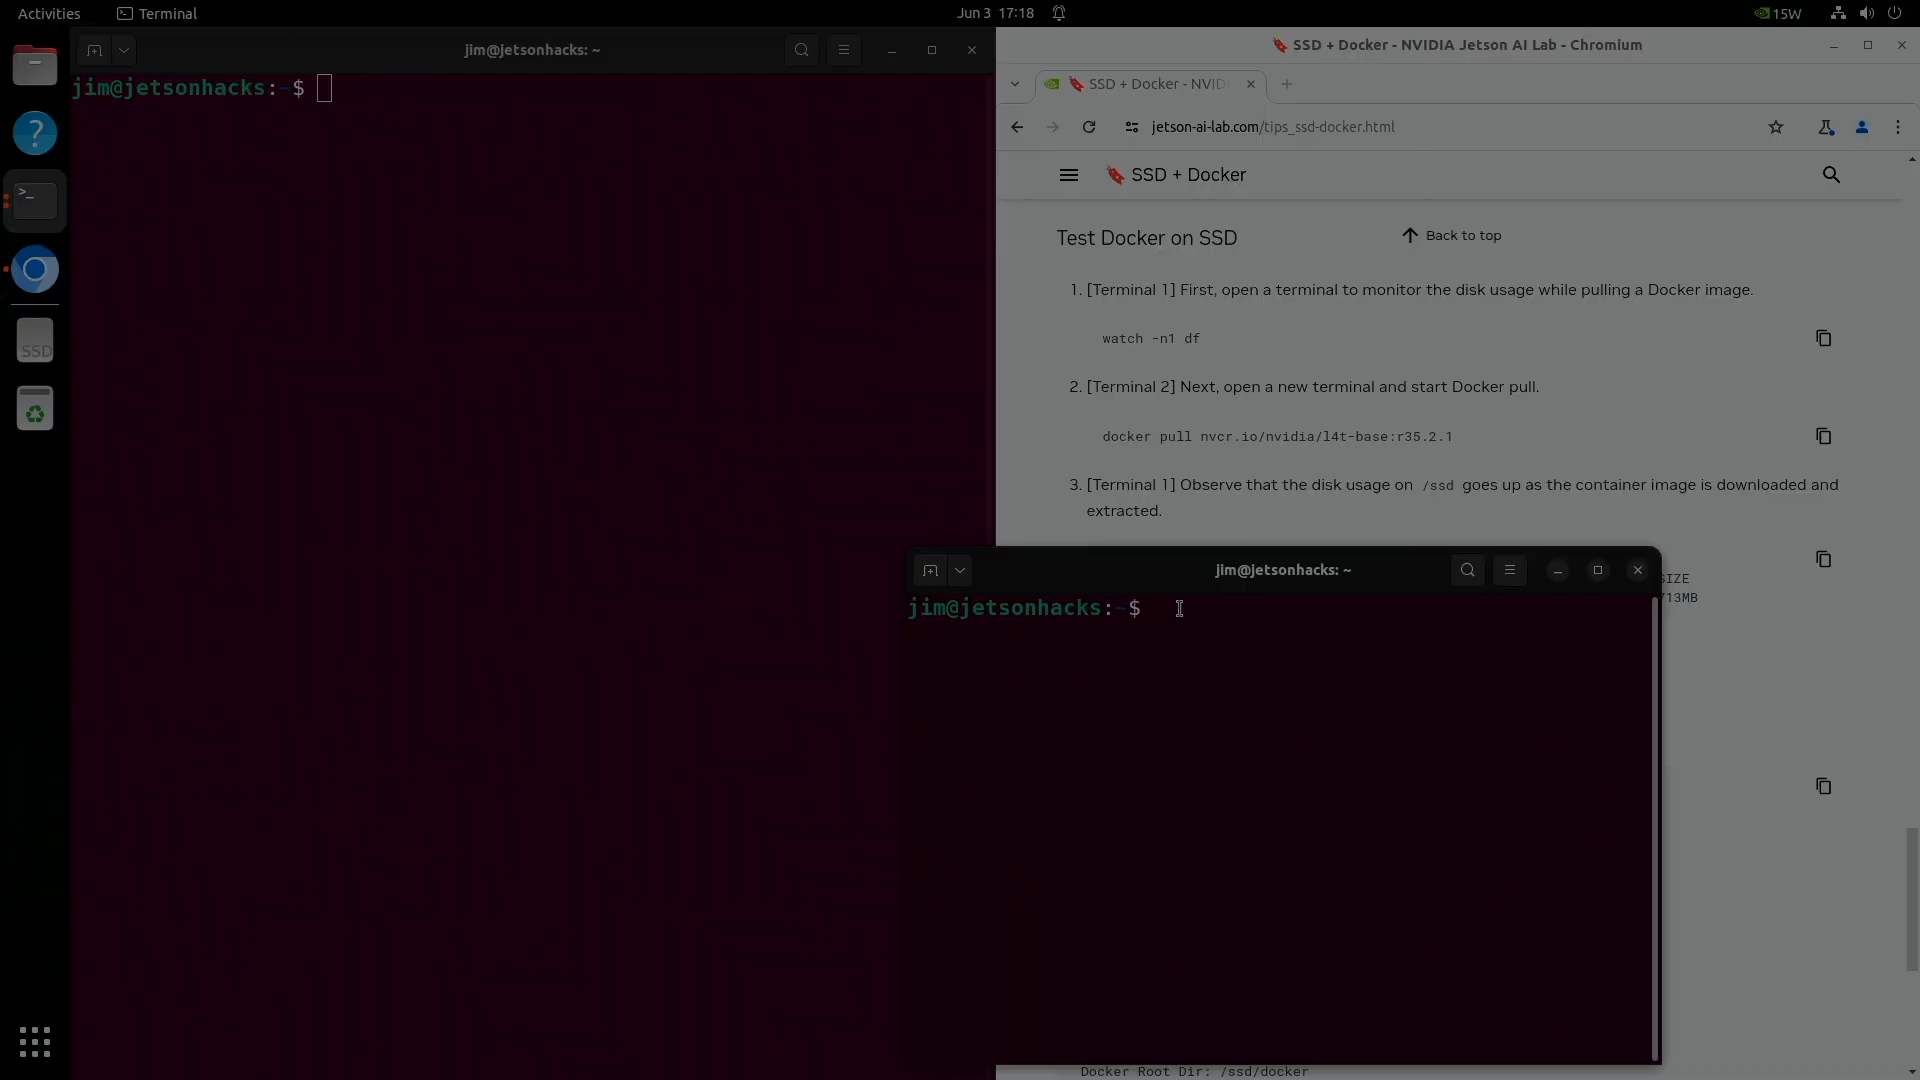 Activities
Terminal
Jun 3 17:18
15W
jim@jetsonhacks: ~
jim@jetsonhacks:~$
SSD
SSD + Docker - NVIDIA Jetson AI Lab - Chromium
SSD + Docker - NVID
jetson-ai-lab.com/tips_ssd-docker.html
SSD + Docker
Test Docker on SSD
Back to top
1. [Terminal 1] First, open a terminal to monitor the disk usage while pulling a Docker image.
watch -n1 df
2. [Terminal 2] Next, open a new terminal and start Docker pull.
docker pull nvcr.io/nvidia/l4t-base:r35.2.1
3. [Terminal 1] Observe that the disk usage on /ssd goes up as the container image is downloaded and
extracted.
SIZE
713MB
jim@jetsonhacks: ~
jim@jetsonhacks:~$
Docker Root Dir: /ssd/docker